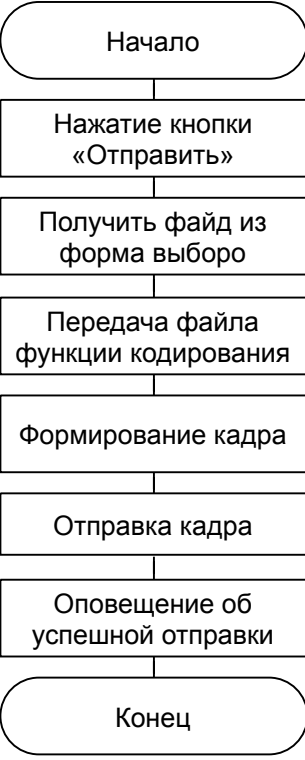 Начало
Нажатие кнопки
«Отправить»
Получить файд из
форма выборо
Передача файла
функции кодирования
Формирование кадра
Отправка кадра
Оповещение об
успешной отправки
Конец